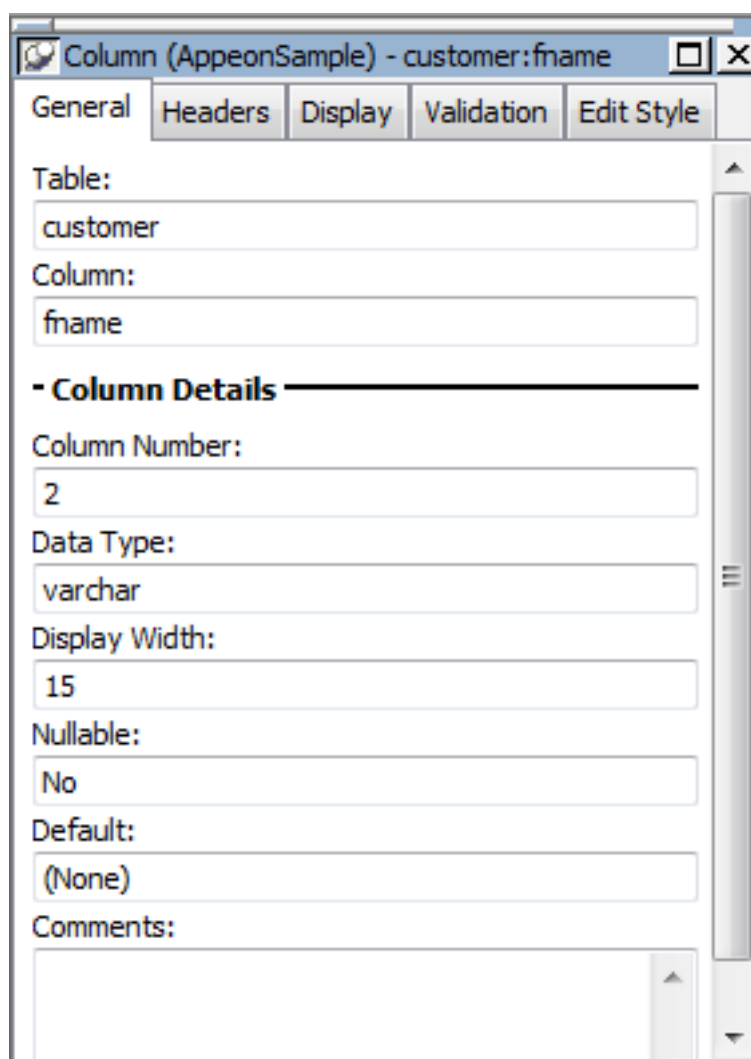 Column (AppeonSample) - customer:fname
General Headers Display Validation Edit Style
Table:
customer
Column:
fname
- Column Details
Column Number:
2
Data Type:
varchar
Display Width:
15
Nullable:
No
Default:
(None)
Comments: